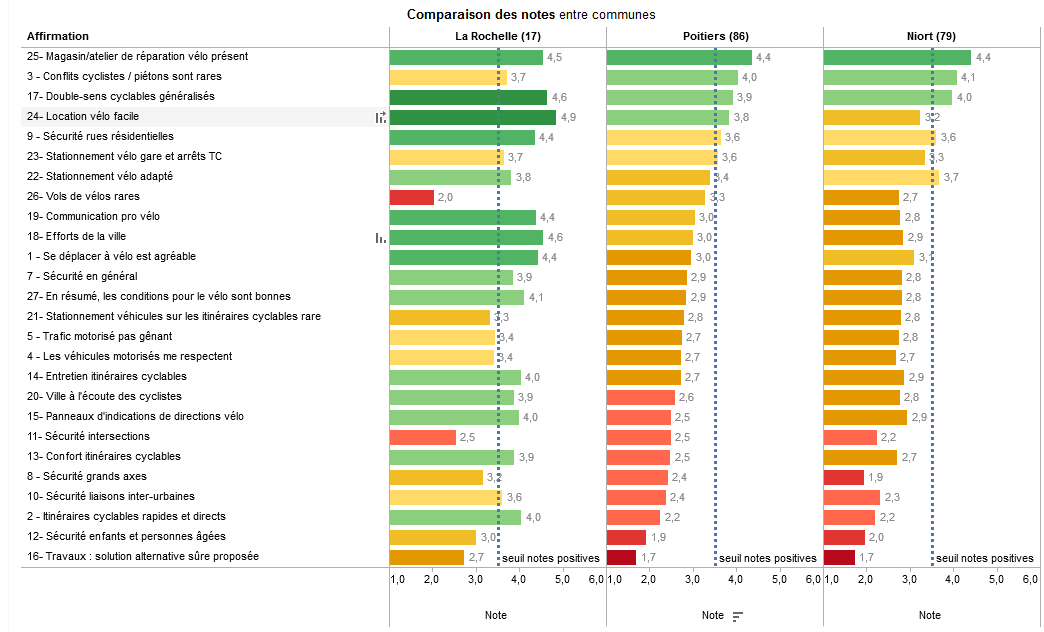 Comparaison des notes entre communes
Affirmation La Rochelle (17) Poitiers (86) Niort (79)
25- Magasin/atelier de réparation vélo présent 4,5 4,4 4,4
3 - Conflits cyclistes / piétons sont rares 3,7 4,0 4,1
17- Double-sens cyclables généralisés 4,6 3,9 4,0
24- Location vélo facile 4,9 3,8 3,2
9 - Sécurité rues résidentielles 4,4 3,6 3,6
23- Stationnement vélo gare et arrêts TC 3,7 3,6 3,3
22- Stationnement vélo adapté 3,8 3,4 3,7
26- Vols de vélos rares 2,0 3,3 2,7
19- Communication pro vélo 4,4 3,0 2,8
18- Efforts de la ville 4,6 3,0 2,9
1 - Se déplacer à vélo est agréable 4,4 3,0 3,1
7 - Sécurité en général 3,9 2,9 2,8
27- En résumé, les conditions pour le vélo sont bonnes 4,1 2,9 2,8
21- Stationnement véhicules sur les itinéraires cyclables rare 3,3 2,8 2,8
5 - Trafic motorisé pas gênant 3,4 2,7 2,8
4 - Les véhicules motorisés me respectent 3,4 2,7 2,7
14- Entretien itinéraires cyclables 4,0 2,7 2,9
20- Ville à l'écoute des cyclistes 3,9 2,6 2,8
15- Panneaux d'indications de directions vélo 4,0 2,5 2,9
11- Sécurité intersections 2,5 2,5 2,2
13- Confort itinéraires cyclables 3,9 2,5 2,7
8 - Sécurité grands axes 3,2 2,4 1,9
10- Sécurité liaisons inter-urbaines 3,6 2,4 2,3
2 - Itinéraires cyclables rapides et directs 4,0 2,2 2,2
12- Sécurité enfants et personnes âgées 3,0 1,9 2,0
16- Travaux : solution alternative sûre proposée 2,7 seuil notes positives 1,7 seuil notes positives 1,7 seuil notes positives
1,0 2,0 3,0 4,0 5,0 6,0 1,0 2,0 3,0 4,0 5,0 6,0 1,0 2,0 3,0 4,0 5,0 6,0
Note Note Note